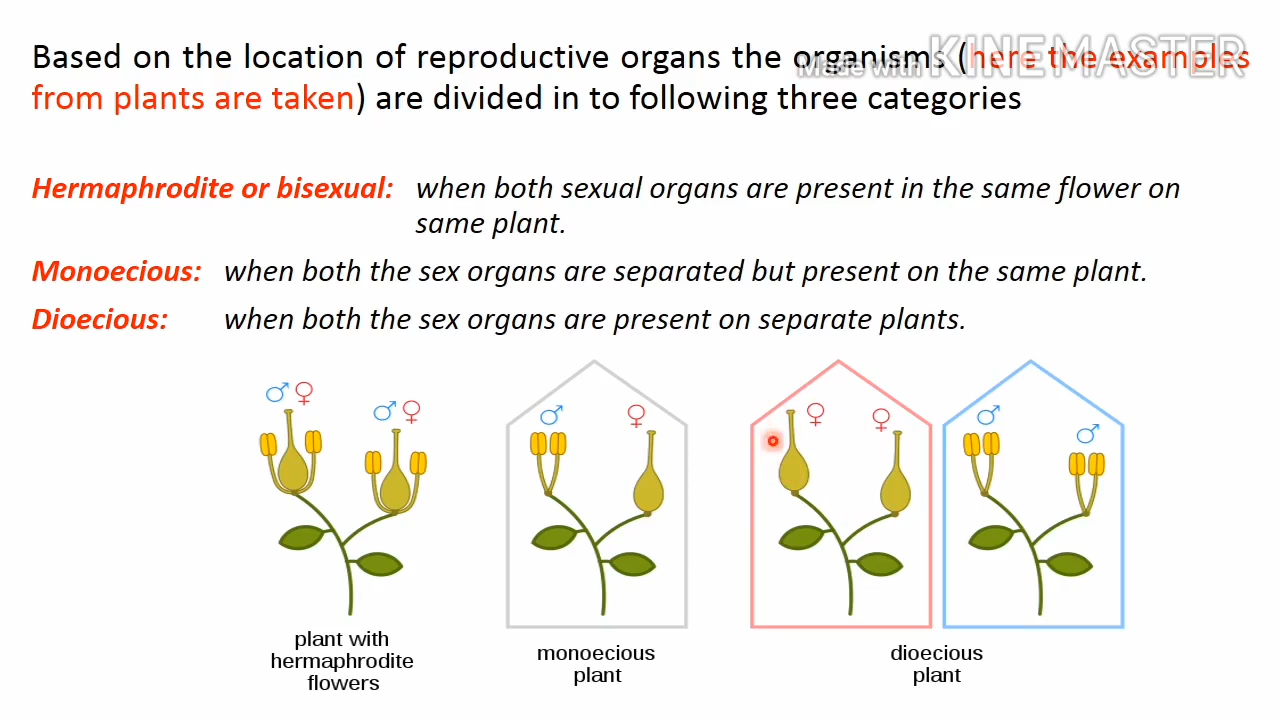 Based on the location of reproductive organs the organisms (here the examples
Made with KINEMASTER
from plants are taken) are divided in to following three categories
Hermaphrodite or bisexual: when both sexual organs are present in the same flower on
same plant.
Monoecious: when both the sex organs are separated but present on the same plant.
Dioecious: when both the sex organs are present on separate plants.
♂♀
♂♀
♂ ♀
♀ ♀
♂ ♂
plant with
hermaphrodite
flowers
monoecious
plant
dioecious
plant